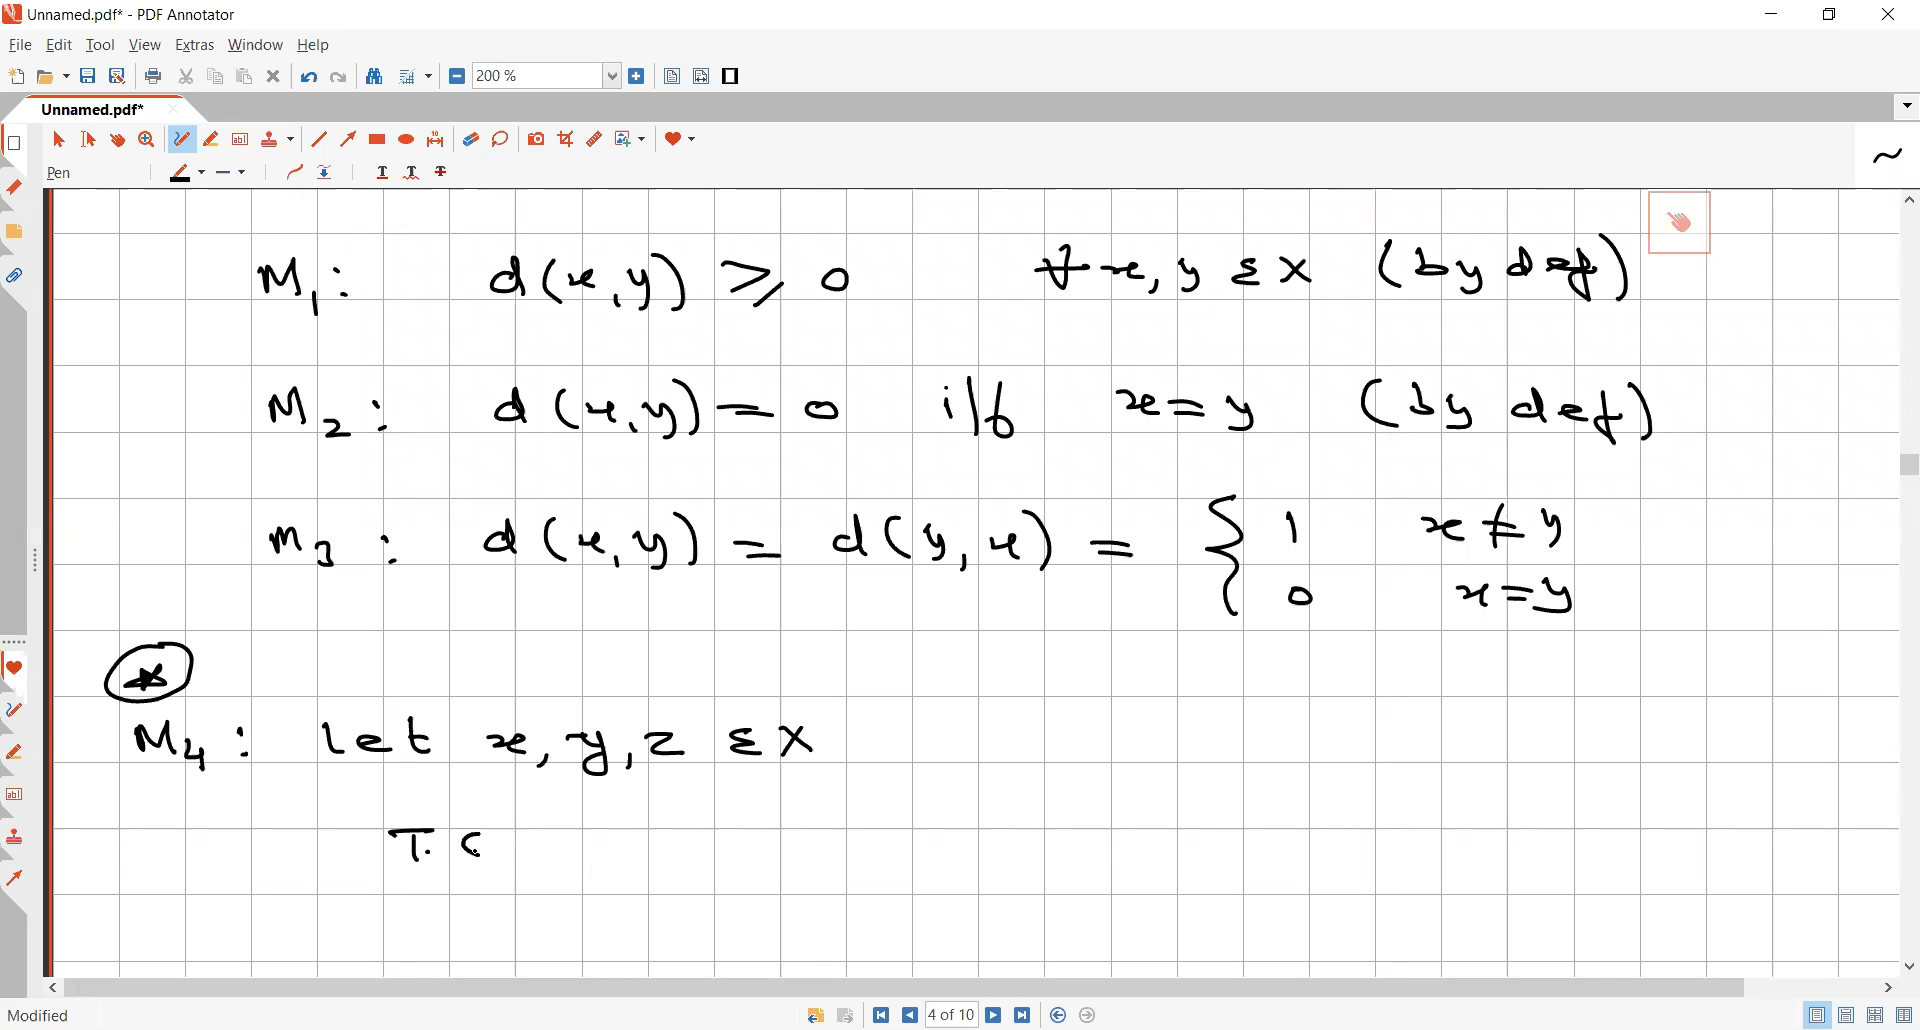 Unnamed.pdf* - PDF Annotator
File Edit Tool View Extras Window Help
200 %
Unnamed.pdf*
Pen
M₁: d(x,y) ⩾ 0 ∀ x, y ∈ X (by def)
M₂: d(x,y) = 0 iff x = y (by def)
M₃: d(x,y) = d(y,x) = { 1 x ≠ y
0 x = y
M₄: Let x, y, z ∈ X
T.
Modified
4 of 10